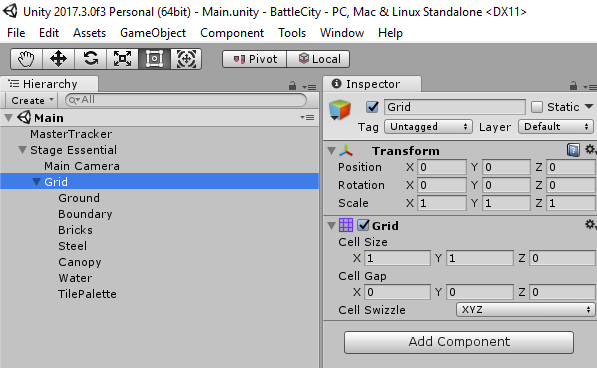 Unity 2017.3.0f3 Personal (64bit) - Main.unity - BattleCity - PC, Mac & Linux Standalone <DX11>
File Edit Assets GameObject Component Tools Window Help
Pivot Local
Hierarchy
Create All
Main
MasterTracker
Stage Essential
Main Camera
Grid
Ground
Boundary
Bricks
Steel
Canopy
Water
TilePalette
Inspector
Grid Static
Tag Untagged Layer Default
Transform
Position X 0 Y 0 Z 0
Rotation X 0 Y 0 Z 0
Scale X 1 Y 1 Z 1
Grid
Cell Size
X 1 Y 1 Z 0
Cell Gap
X 0 Y 0 Z 0
Cell Swizzle XYZ
Add Component